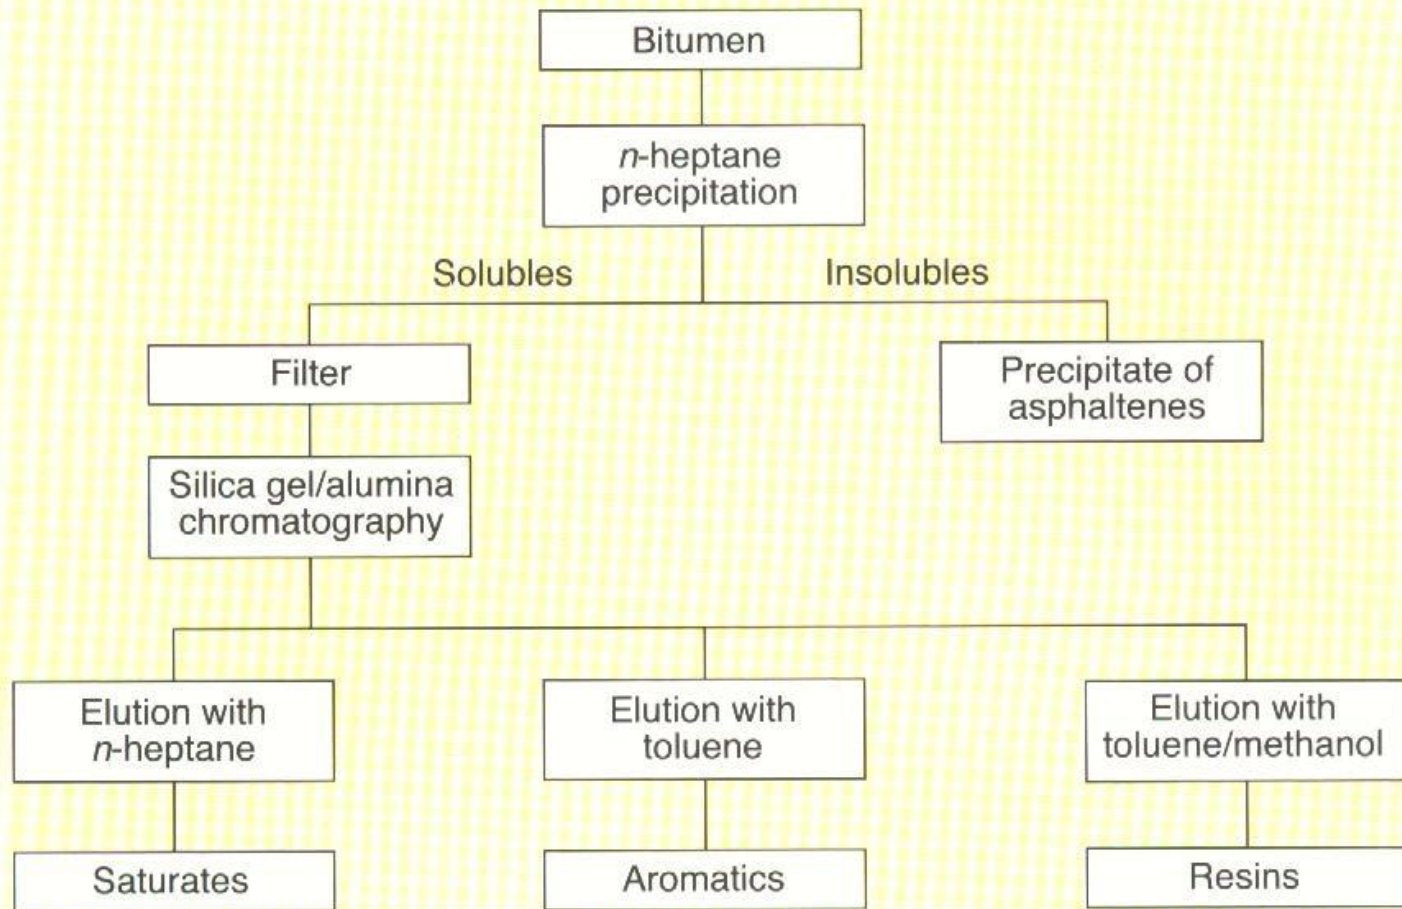 Bitumen
n-heptane
precipitation
Solubles
Insolubles
Filter
Precipitate of
asphaltenes
Silica gel/alumina
chromatography
Elution with
n-heptane
Elution with
toluene
Elution with
toluene/methanol
Saturates
Aromatics
Resins